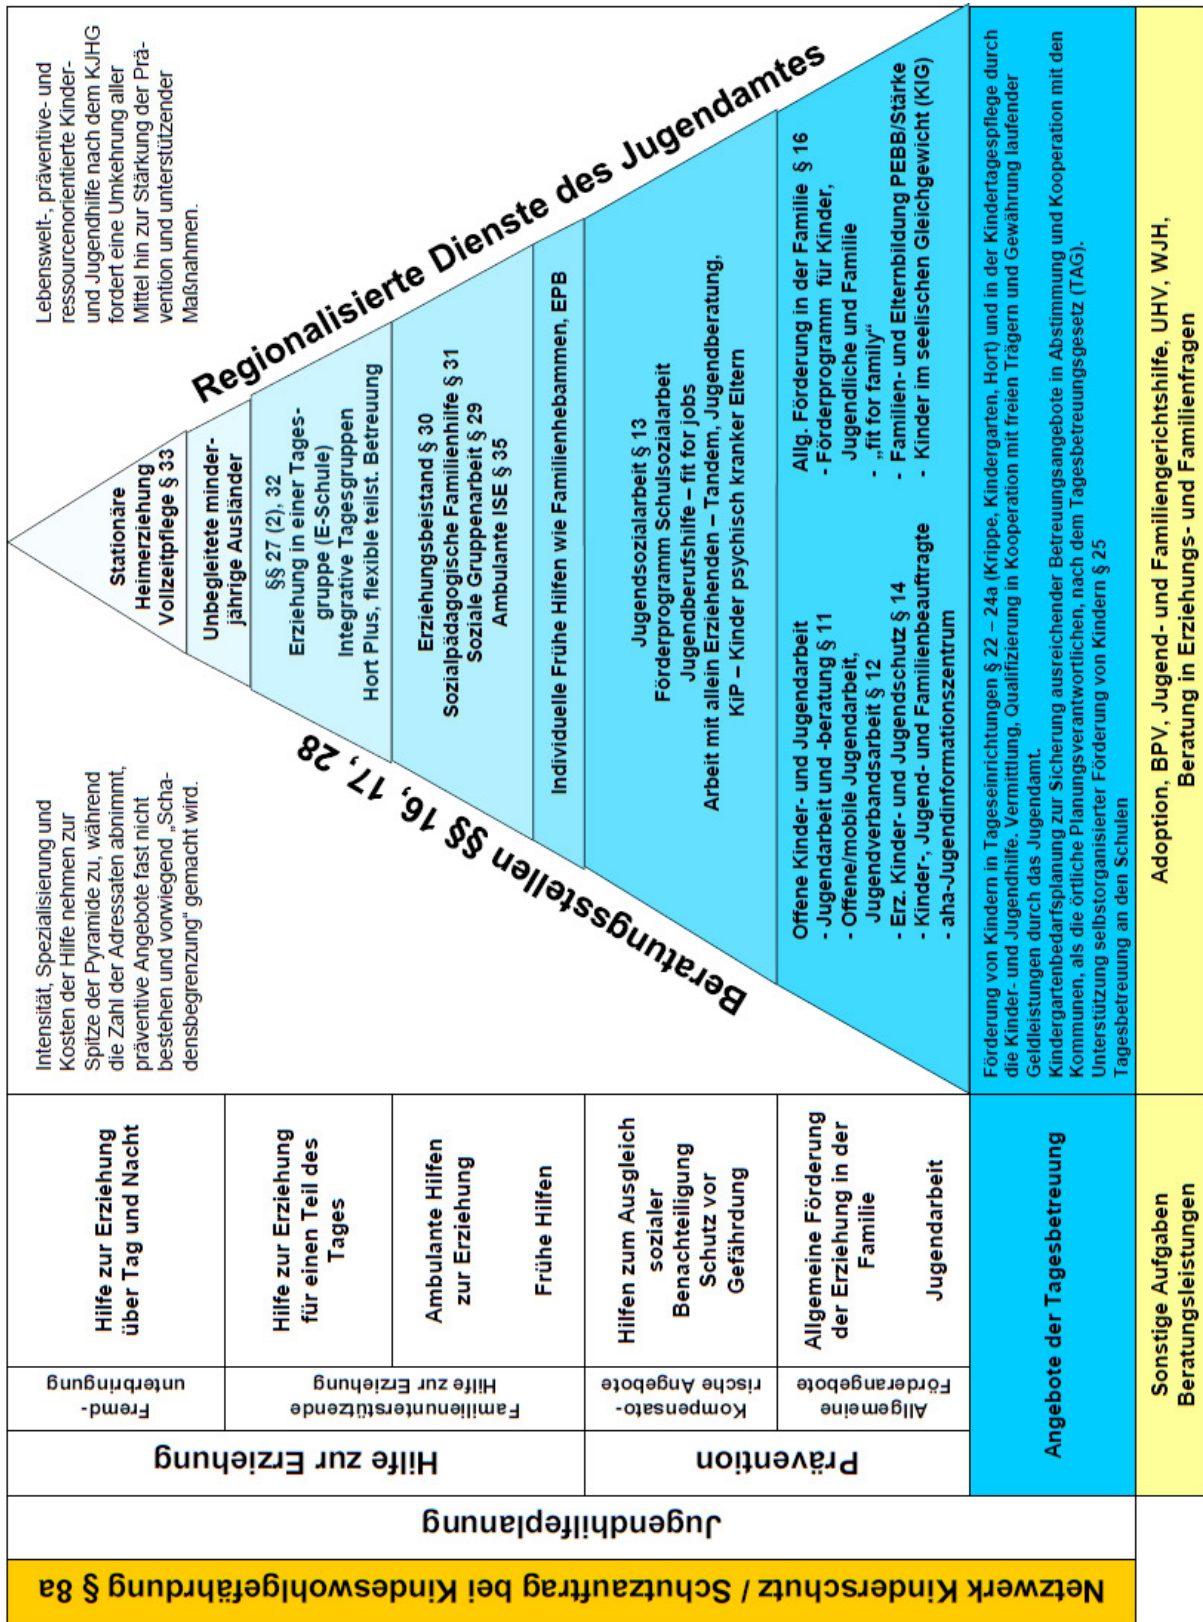 Netzwerk Kinderschutz / Schutzauftrag bei Kindeswohlgefährdung § 8a
Jugendhilfeplanung
Hilfe zur Erziehung
Prävention
Fremd-
unterbringung
Familienunterstützende
Hilfe zur Erziehung
Kompensato-
rische Angebote
Allgemeine
Förderangebote
Hilfe zur Erziehung
über Tag und Nacht
Hilfe zur Erziehung
für einen Teil des
Tages
Ambulante Hilfen
zur Erziehung
Frühe Hilfen
Hilfen zum Ausgleich
sozialer
Benachteiligung
Schutz vor
Gefährdung
Allgemeine Förderung
der Erziehung in der
Familie
Jugendarbeit
Angebote der Tagesbetreuung
Sonstige Aufgaben
Beratungsleistungen
Intensität, Spezialisierung und
Kosten der Hilfe nehmen zur
Spitze der Pyramide zu, während
die Zahl der Adressaten abnimmt,
präventive Angebote fast nicht
bestehen und vorwiegend „Scha-
densbegrenzung“ gemacht wird.
Lebenswelt-, präventive- und
ressourcenorientierte Kinder-
und Jugendhilfe nach dem KJHG
fordert eine Umkehrung aller
Mittel hin zur Stärkung der Prä-
vention und unterstützender
Maßnahmen.
Beratungsstellen §§ 16, 17, 28
Regionalisierte Dienste des Jugendamtes
Stationäre
Heimerziehung
Vollzeitpflege § 33
Unbegleitete minder-
jährige Ausländer
§§ 27 (2), 32
Erziehung in einer Tages-
gruppe (E-Schule)
Integrative Tagesgruppen
Hort Plus, flexible teilst. Betreuung
Erziehungsbeistand § 30
Sozialpädagogische Familienhilfe § 31
Soziale Gruppenarbeit § 29
Ambulante ISE § 35
Individuelle Frühe Hilfen wie Familienhebammen, EPB
Jugendsozialarbeit § 13
Förderprogramm Schulsozialarbeit
Jugendberufshilfe – fit for jobs
Arbeit mit allein Erziehenden – Tandem, Jugendberatung,
KiP – Kinder psychisch kranker Eltern
Offene Kinder- und Jugendarbeit
- Jugendarbeit und -beratung § 11
- Offene/mobile Jugendarbeit,
Jugendverbandsarbeit § 12
- Erz. Kinder- und Jugendschutz § 14
- Kinder-, Jugend- und Familienbeauftragte
- aha-Jugendinformationszentrum
Allg. Förderung in der Familie § 16
- Förderprogramm für Kinder,
Jugendliche und Familie
- „fit for family“
- Familien- und Elternbildung PEBB/Stärke
- Kinder im seelischen Gleichgewicht (KIG)
Förderung von Kindern in Tageseinrichtungen § 22 – 24a (Krippe, Kindergarten, Hort) und in der Kindertagespflege durch
die Kinder- und Jugendhilfe. Vermittlung, Qualifizierung in Kooperation mit freien Trägern und Gewährung laufender
Geldleistungen durch das Jugendamt.
Kindergartenbedarfsplanung zur Sicherung ausreichender Betreuungsangebote in Abstimmung und Kooperation mit den
Kommunen, als die örtliche Planungsverantwortlichen, nach dem Tagesbetreuungsgesetz (TAG).
Unterstützung selbstorganisierter Förderung von Kindern § 25
Tagesbetreuung an den Schulen
Adoption, BPV, Jugend- und Familiengerichtshilfe, UHV, WJH,
Beratung in Erziehungs- und Familienfragen